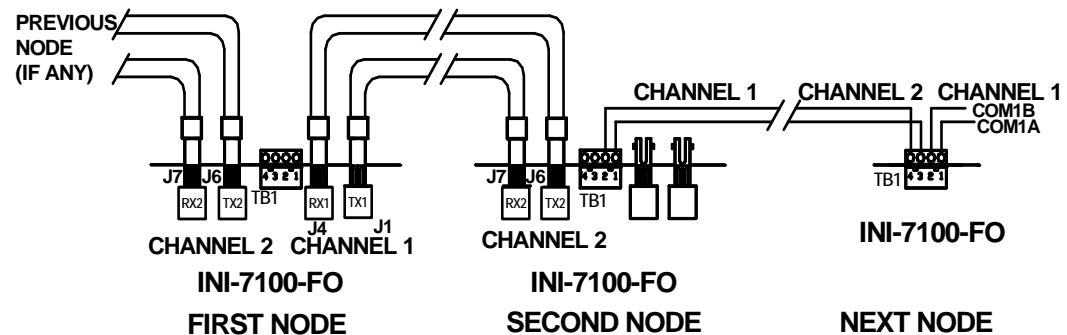 PREVIOUS
NODE
(IF ANY)
CHANNEL 1
CHANNEL 2
CHANNEL 1
COM1B
COM1A
J7
J6
4 3 2 1
TB1
RX2
TX2
RX1
TX1
J4
J1
CHANNEL 2
CHANNEL 1
INI-7100-FO
FIRST NODE
J7
J6
4 3 2 1
TB1
RX2
TX2
CHANNEL 2
INI-7100-FO
SECOND NODE
4 3 2 1
TB1
INI-7100-FO
NEXT NODE